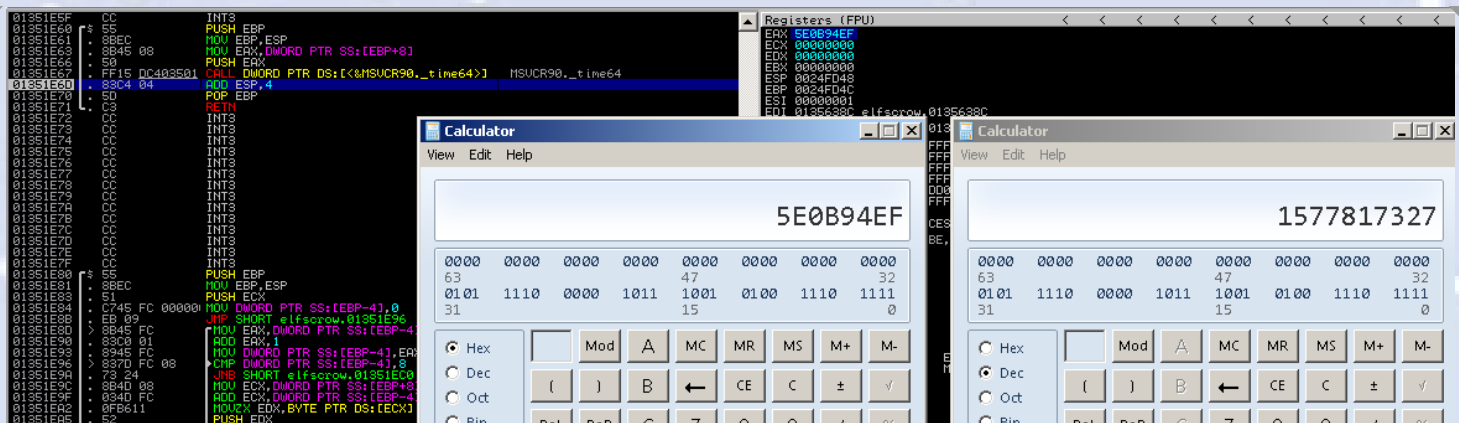 01351E5F CC INT3
01351E60 $ 55 PUSH EBP
01351E61 . 8BEC MOV EBP,ESP
01351E63 . 8B45 08 MOV EAX,DWORD PTR SS:[EBP+8]
01351E66 . 50 PUSH EAX
01351E67 . FF15 DC403501 CALL DWORD PTR DS:[<&MSVCR90._time64>] MSVCR90._time64
01351E6D . 83C4 04 ADD ESP,4
01351E70 . 5D POP EBP
01351E71 . C3 RETN
01351E72 CC INT3
01351E73 CC INT3
01351E74 CC INT3
01351E75 CC INT3
01351E76 CC INT3
01351E77 CC INT3
01351E78 CC INT3
01351E79 CC INT3
01351E7A CC INT3
01351E7B CC INT3
01351E7C CC INT3
01351E7D CC INT3
01351E7E CC INT3
01351E7F CC INT3
01351E80 $ 55 PUSH EBP
01351E81 . 8BEC MOV EBP,ESP
01351E83 . 51 PUSH ECX
01351E84 . C745 FC 00000 MOV DWORD PTR SS:[EBP-4],0
01351E8B . EB 09 JMP SHORT elfscrow.01351E96
01351E8D > 8B45 FC MOV EAX,DWORD PTR SS:[EBP-4]
01351E90 . 83C0 01 ADD EAX,1
01351E93 . 8945 FC MOV DWORD PTR SS:[EBP-4],EAX
01351E96 > 837D FC 08 CMP DWORD PTR SS:[EBP-4],8
01351E9A . 73 24 JNB SHORT elfscrow.01351EC0
01351E9C . 8B4D 08 MOV ECX,DWORD PTR SS:[EBP+8]
01351E9F . 034D FC ADD ECX,DWORD PTR SS:[EBP-4]
01351EA2 . 0FB611 MOVZX EDX,BYTE PTR DS:[ECX]
01351EA5 . 52 PUSH EDX
Registers (FPU) < < < < < < < < < < <
EAX 5E0B94EF
ECX 00000000
EDX 00000000
EBX 00000000
ESP 0024FD48
EBP 0024FD4C
ESI 00000001
EDI 0135638C elfscrow.0135638C
013
FFF
FFF
FFF
FFF
DD0
FFF
CES
BE,
Calculator
View Edit Help
5E0B94EF
0000 0000 0000 0000 0000 0000 0000 0000
63 47 32
0101 1110 0000 1011 1001 0100 1110 1111
31 15 0
Hex Mod A MC MR MS M+ M-
Dec ( ) B ← CE C ± √
Oct
Bin
Calculator
View Edit Help
1577817327
0000 0000 0000 0000 0000 0000 0000 0000
63 47 32
0101 1110 0000 1011 1001 0100 1110 1111
31 15 0
Hex Mod A MC MR MS M+ M-
Dec ( ) B ← CE C ± √
Oct
Bin